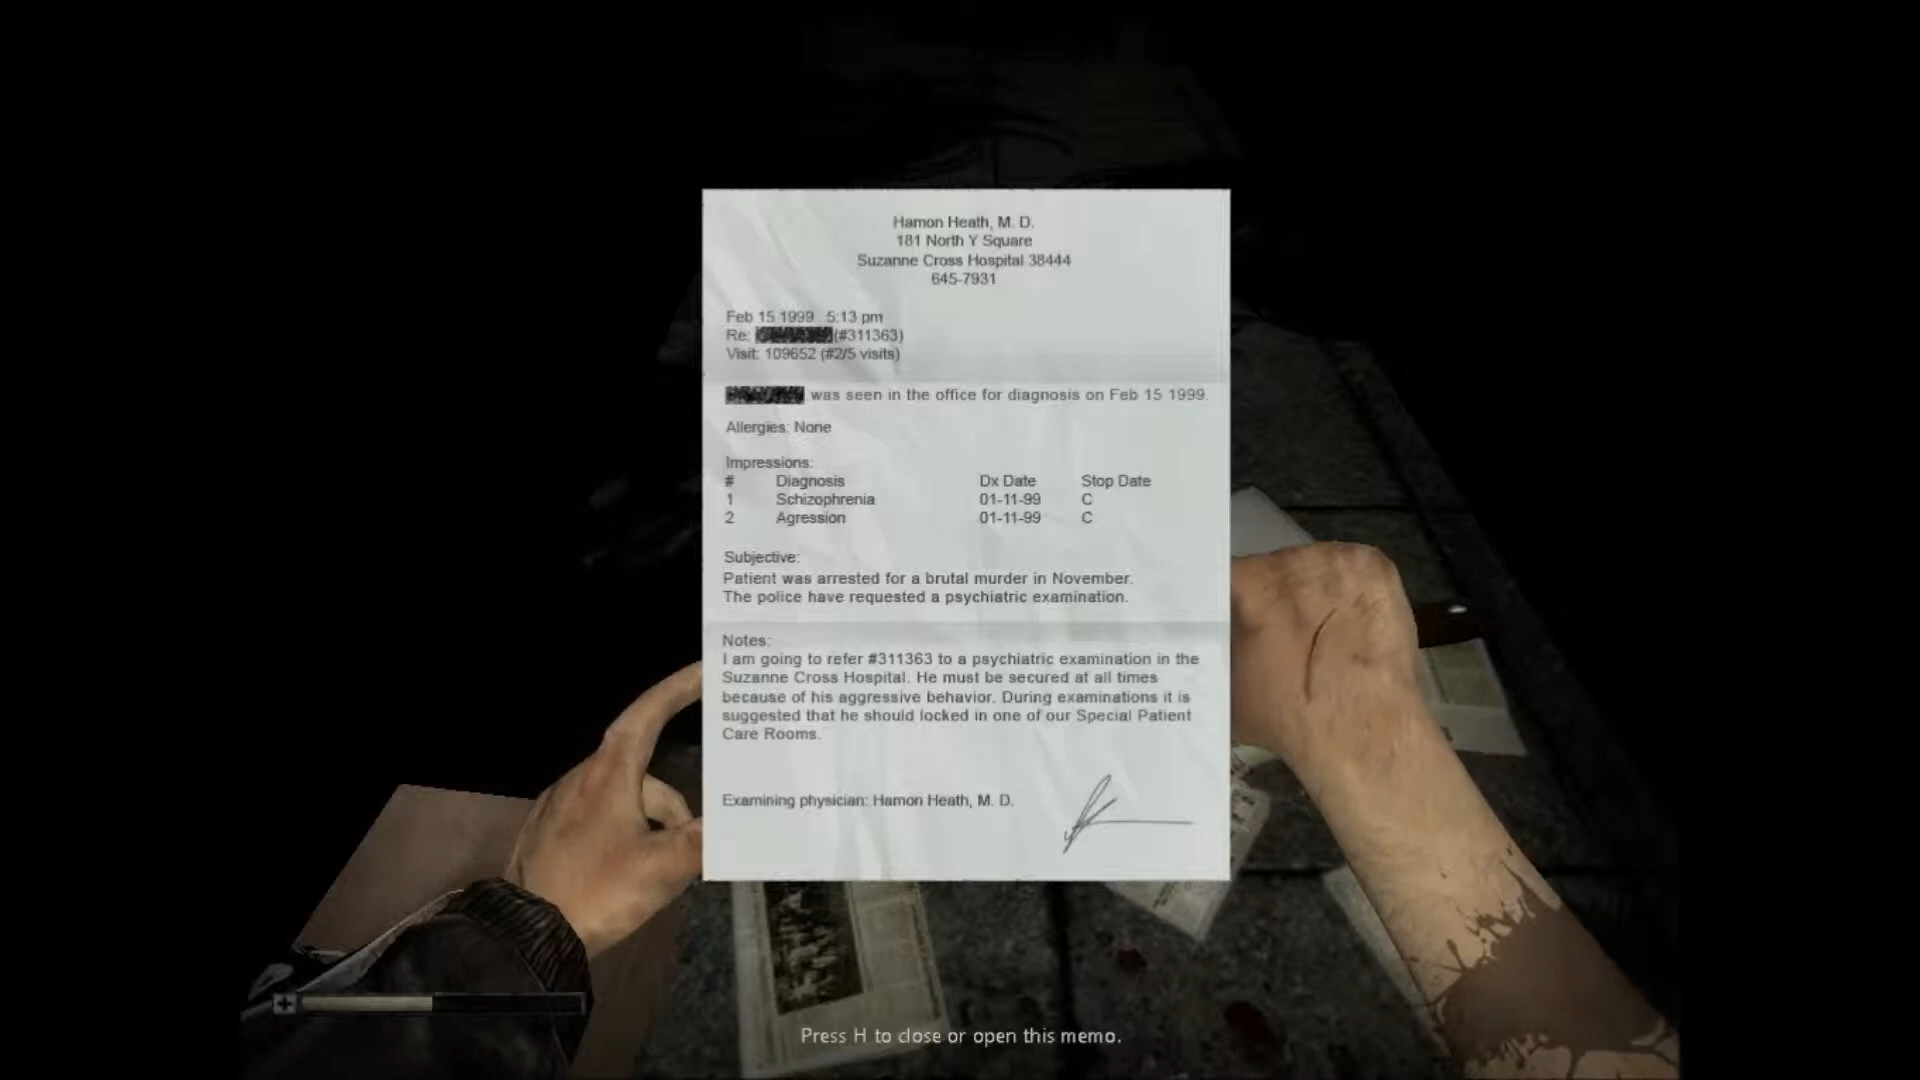 Hamon Heath, M. D.
181 North Y Square
Suzanne Cross Hospital 38444
645-7931
Feb 15 1999 5:13 pm
Re: (#311363)
Visit: 109652 (#2/5 visits)
was seen in the office for diagnosis on Feb 15 1999.
Allergies: None
Impressions:
# Diagnosis Dx Date Stop Date
1 Schizophrenia 01-11-99 C
2 Agression 01-11-99 C
Subjective:
Patient was arrested for a brutal murder in November.
The police have requested a psychiatric examination.
Notes:
I am going to refer #311363 to a psychiatric examination in the
Suzanne Cross Hospital. He must be secured at all times
because of his aggressive behavior. During examinations it is
suggested that he should locked in one of our Special Patient
Care Rooms.
Examining physician: Hamon Heath, M. D.
Press H to close or open this memo.